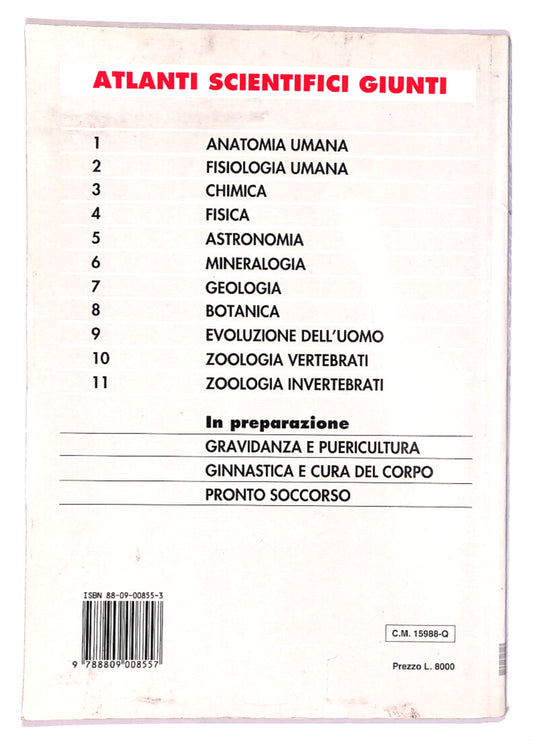 ATLANTI SCIENTIFICI GIUNTI
1 ANATOMIA UMANA
2 FISIOLOGIA UMANA
3 CHIMICA
4 FISICA
5 ASTRONOMIA
6 MINERALOGIA
7 GEOLOGIA
8 BOTANICA
9 EVOLUZIONE DELL'UOMO
10 ZOOLOGIA VERTEBRATI
11 ZOOLOGIA INVERTEBRATI
In preparazione
GRAVIDANZA E PUERICULTURA
GINNASTICA E CURA DEL CORPO
PRONTO SOCCORSO
ISBN 88-09-00855-3
9 788809 008557
C.M. 15988-Q
Prezzo L. 8000